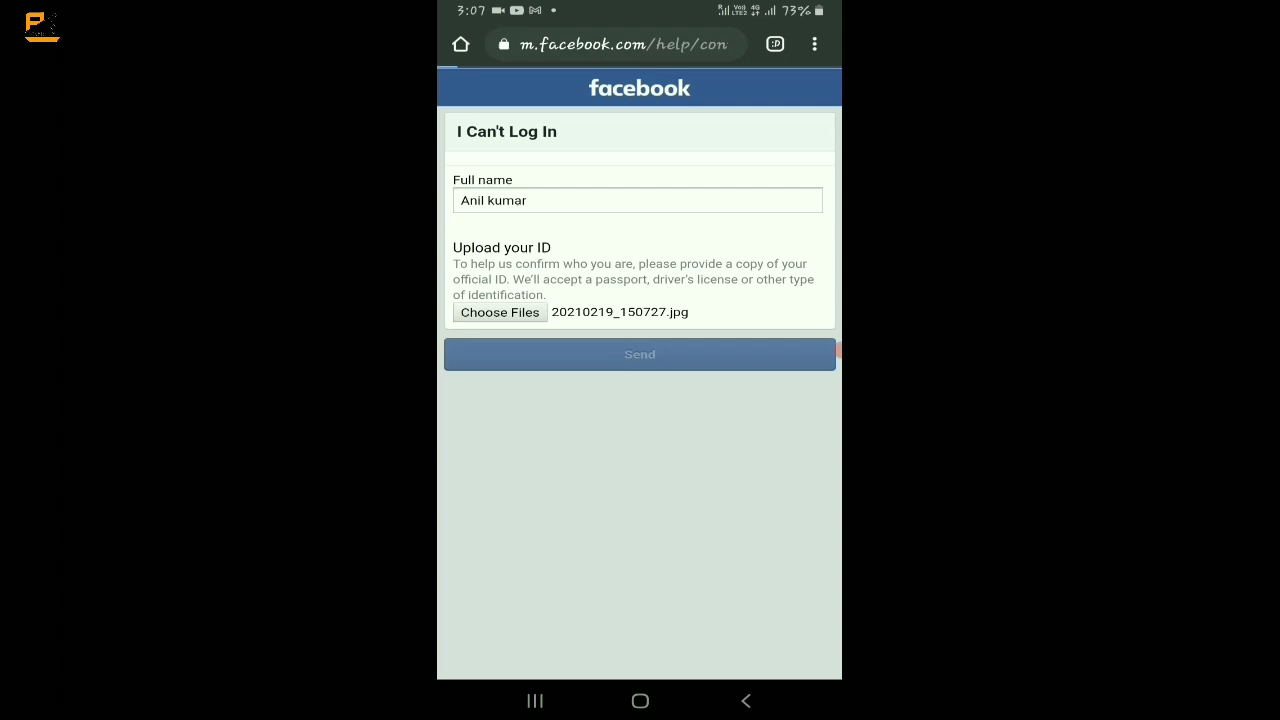 3:07
73%
m.facebook.com/help/con
:D
facebook
I Can't Log In
Full name
Anil kumar
Upload your ID
To help us confirm who you are, please provide a copy of your
official ID. We'll accept a passport, driver's license or other type
of identification.
Choose Files 20210219_150727.jpg
Send